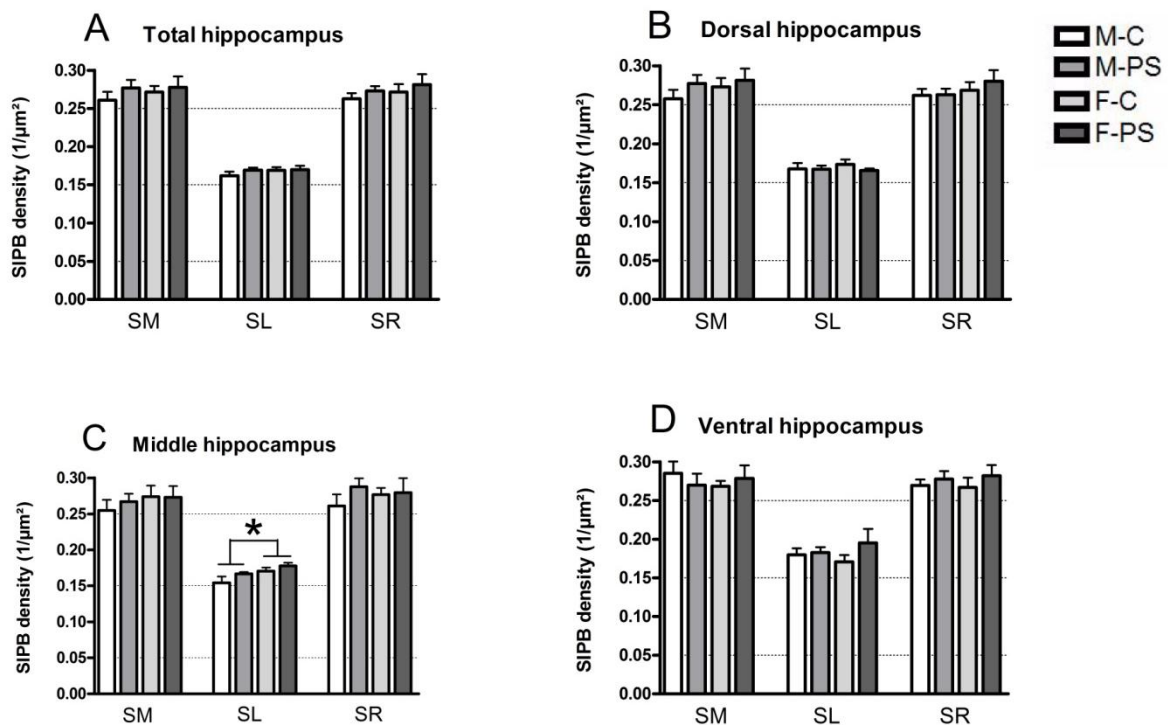 A Total hippocampus
SIPB density (1/µm²)
0.30
0.25
0.20
0.15
0.10
0.05
0.00
SM SL SR
B Dorsal hippocampus
SIPB density (1/µm²)
0.30
0.25
0.20
0.15
0.10
0.05
0.00
SM SL SR
M-C
M-PS
F-C
F-PS
C Middle hippocampus
SIPB density (1/µm²)
0.30
0.25
0.20
0.15
0.10
0.05
0.00
*
SM SL SR
D Ventral hippocampus
SIPB density (1/µm²)
0.30
0.25
0.20
0.15
0.10
0.05
0.00
SM SL SR